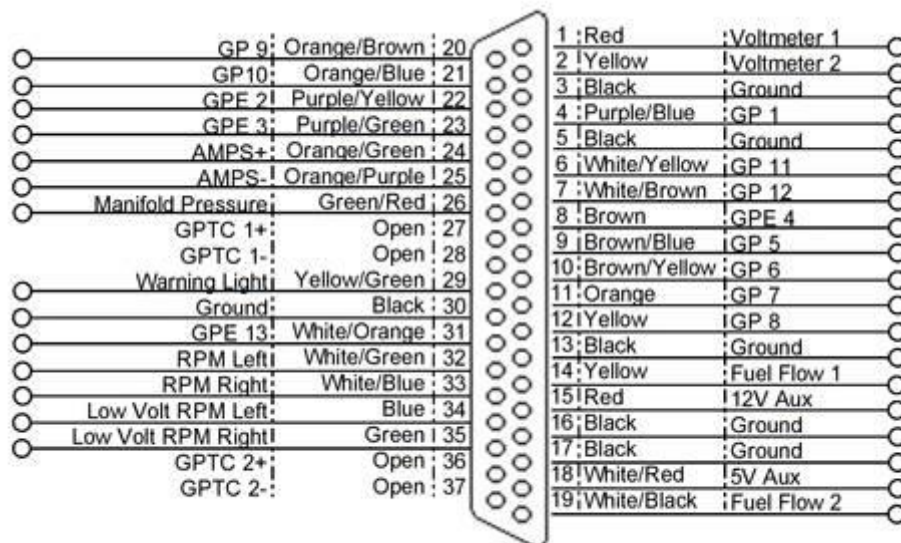 GP 9 Orange/Brown 20
GP10 Orange/Blue 21
GPE 2 Purple/Yellow 22
GPE 3 Purple/Green 23
AMPS+ Orange/Green 24
AMPS- Orange/Purple 25
Manifold Pressure Green/Red 26
GPTC 1+ Open 27
GPTC 1- Open 28
Warning Light Yellow/Green 29
Ground Black 30
GPE 13 White/Orange 31
RPM Left White/Green 32
RPM Right White/Blue 33
Low Volt RPM Left Blue 34
Low Volt RPM Right Green 35
GPTC 2+ Open 36
GPTC 2- Open 37
1 Red Voltmeter 1
2 Yellow Voltmeter 2
3 Black Ground
4 Purple/Blue GP 1
5 Black Ground
6 White/Yellow GP 11
7 White/Brown GP 12
8 Brown GPE 4
9 Brown/Blue GP 5
10 Brown/Yellow GP 6
11 Orange GP 7
12 Yellow GP 8
13 Black Ground
14 Yellow Fuel Flow 1
15 Red 12V Aux
16 Black Ground
17 Black Ground
18 White/Red 5V Aux
19 White/Black Fuel Flow 2